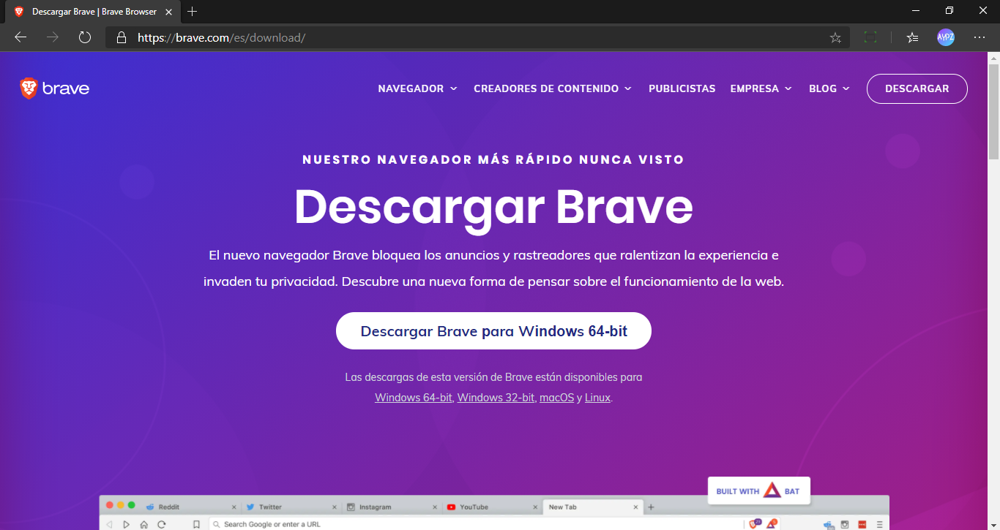 Descargar Brave | Brave Browser
https://brave.com/es/download/
AYPZ
brave
NAVEGADOR
CREADORES DE CONTENIDO
PUBLICISTAS
EMPRESA
BLOG
DESCARGAR
NUESTRO NAVEGADOR MÁS RÁPIDO NUNCA VISTO
Descargar Brave
El nuevo navegador Brave bloquea los anuncios y rastreadores que ralentizan la experiencia e
invaden tu privacidad. Descubre una nueva forma de pensar sobre el funcionamiento de la web.
Descargar Brave para Windows 64-bit
Las descargas de esta versión de Brave están disponibles para
Windows 64-bit, Windows 32-bit, macOS y Linux.
BUILT WITH BAT
Reddit
Twitter
Instagram
YouTube
New Tab
Search Google or enter a URL